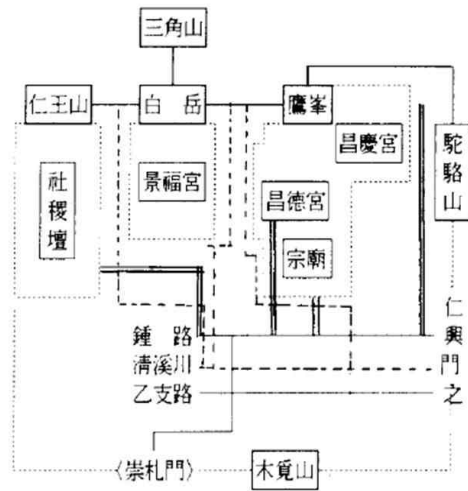 三角山
仁王山
白 岳
鷹峯
昌慶宮
駝駱山
社稷壇
景福宮
昌德宮
宗廟
仁興門之
鍾 路
清溪川
乙支路
〈崇札門〉
木覓山